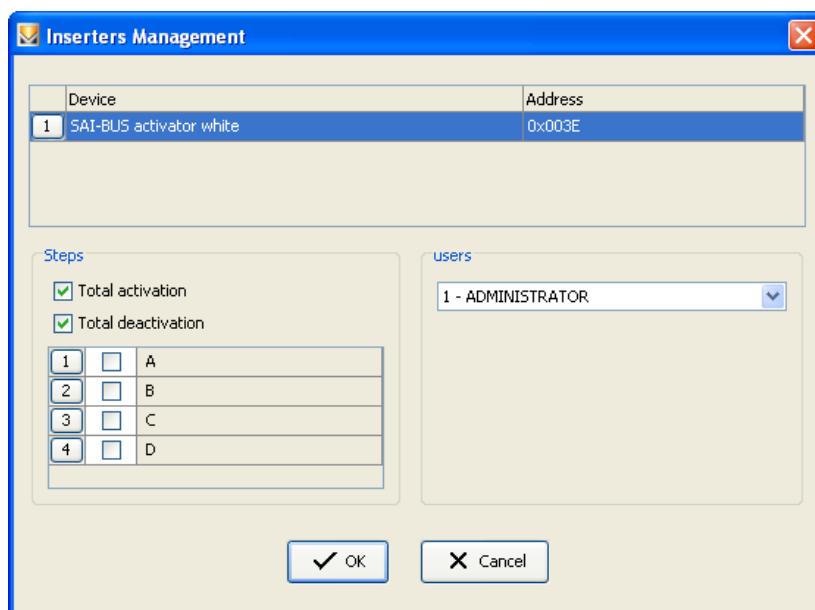 Inserters Management
Device Address
1 SAI-BUS activator white 0x003E
Steps
Total activation
Total deactivation
1 A
2 B
3 C
4 D
users
1 - ADMINISTRATOR
OK Cancel